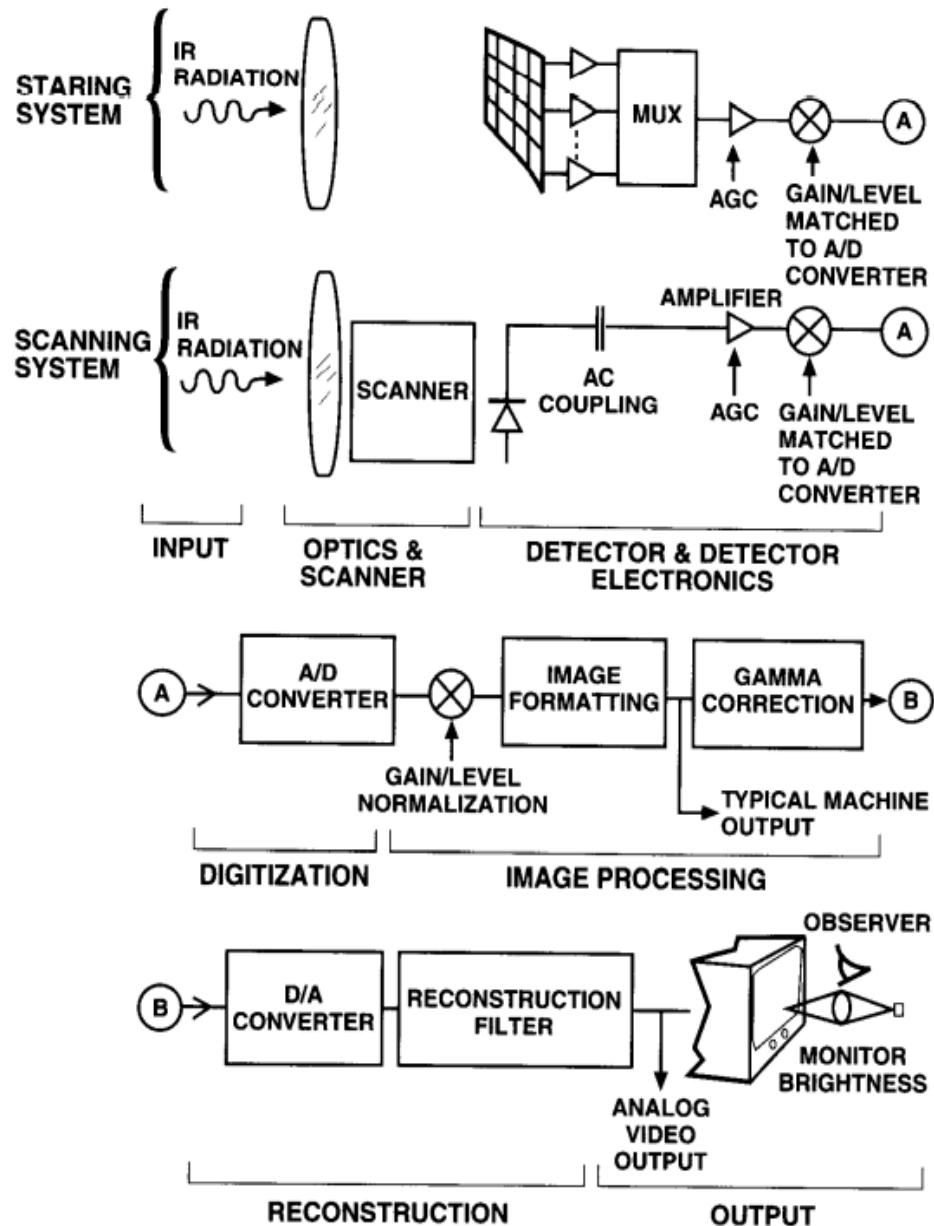 STARING
SYSTEM
IR
RADIATION
MUX
AGC
GAIN/LEVEL
MATCHED
TO A/D
CONVERTER
A
SCANNING
SYSTEM
IR
RADIATION
SCANNER
AC
COUPLING
AMPLIFIER
AGC
GAIN/LEVEL
MATCHED
TO A/D
CONVERTER
A
INPUT
OPTICS &
SCANNER
DETECTOR & DETECTOR
ELECTRONICS
A
A/D
CONVERTER
GAIN/LEVEL
NORMALIZATION
IMAGE
FORMATTING
GAMMA
CORRECTION
B
TYPICAL MACHINE
OUTPUT
DIGITIZATION
IMAGE PROCESSING
B
D/A
CONVERTER
RECONSTRUCTION
FILTER
ANALOG
VIDEO
OUTPUT
OBSERVER
MONITOR
BRIGHTNESS
RECONSTRUCTION
OUTPUT